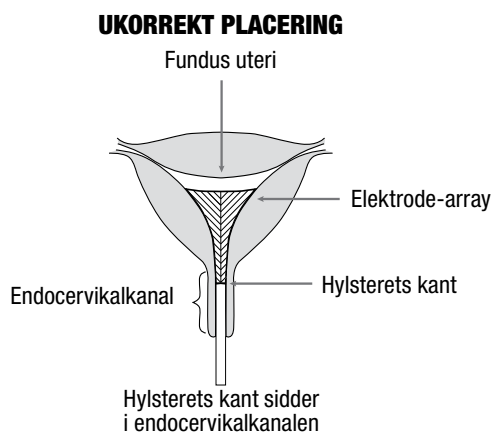 UKORREKT PLACERING
Fundus uteri
Elektrode-array
Hylsterets kant
Endocervikalkanal
Hylsterets kant sidder
i endocervikalkanalen